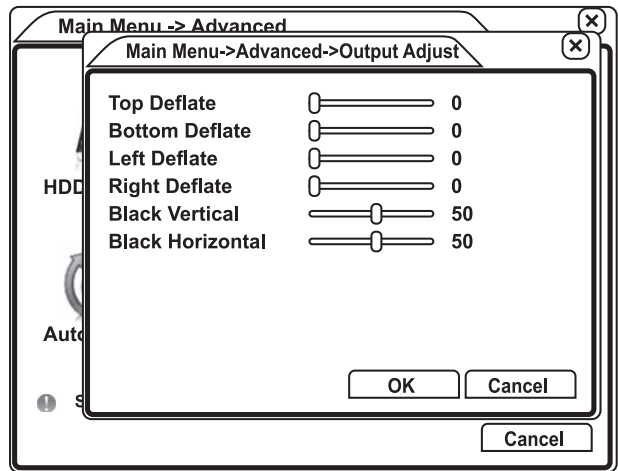 Main Menu -> Advanced
Main Menu->Advanced->Output Adjust
Top Deflate 0
Bottom Deflate 0
Left Deflate 0
Right Deflate 0
HDD
Black Vertical 50
Black Horizontal 50
OK Cancel
Cancel